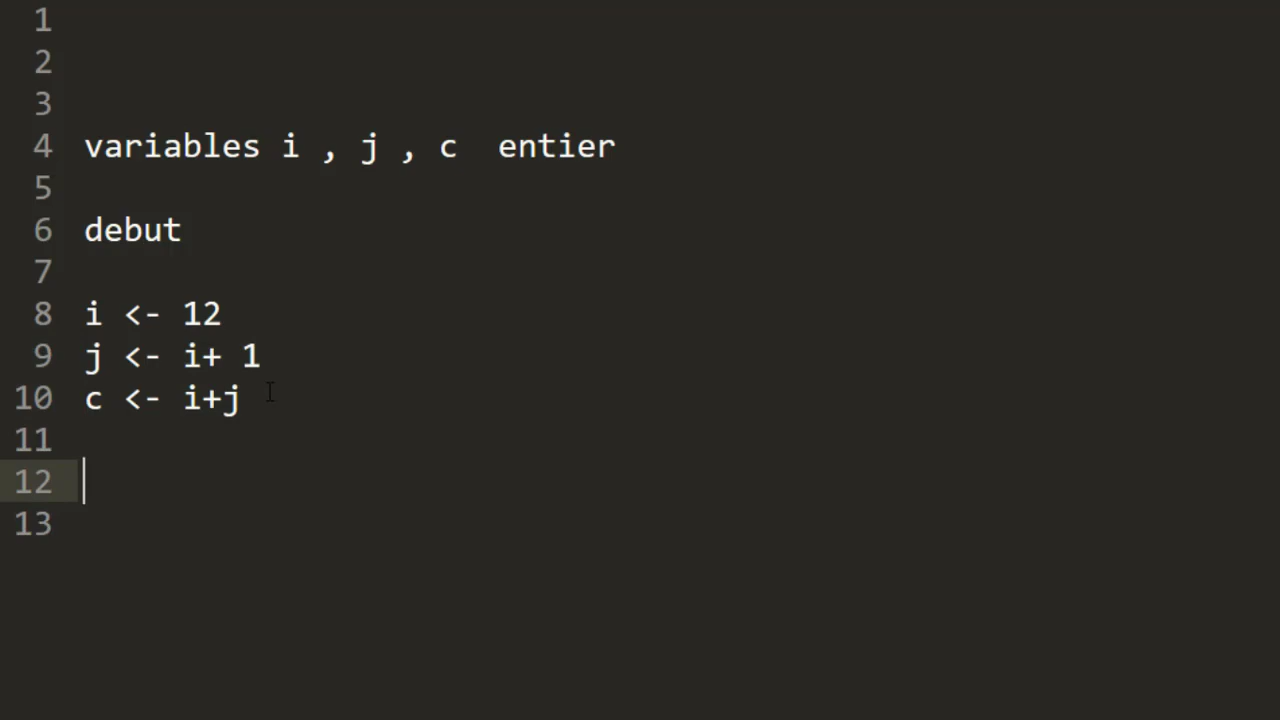 1
2
3
4 variables i , j , c  entier
5
6 debut
7
8 i <- 12
9 j <- i+ 1
10 c <- i+j
11
12
13